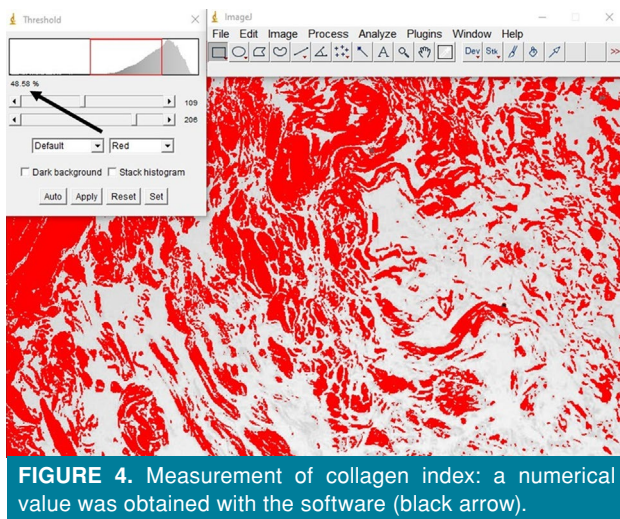 Threshold
ImageJ
File Edit Image Process Analyze Plugins Window Help
Dev Stk >>
48.58 %
109
206
Default Red
Dark background Stack histogram
Auto Apply Reset Set
FIGURE 4. Measurement of collagen index: a numerical
value was obtained with the software (black arrow).